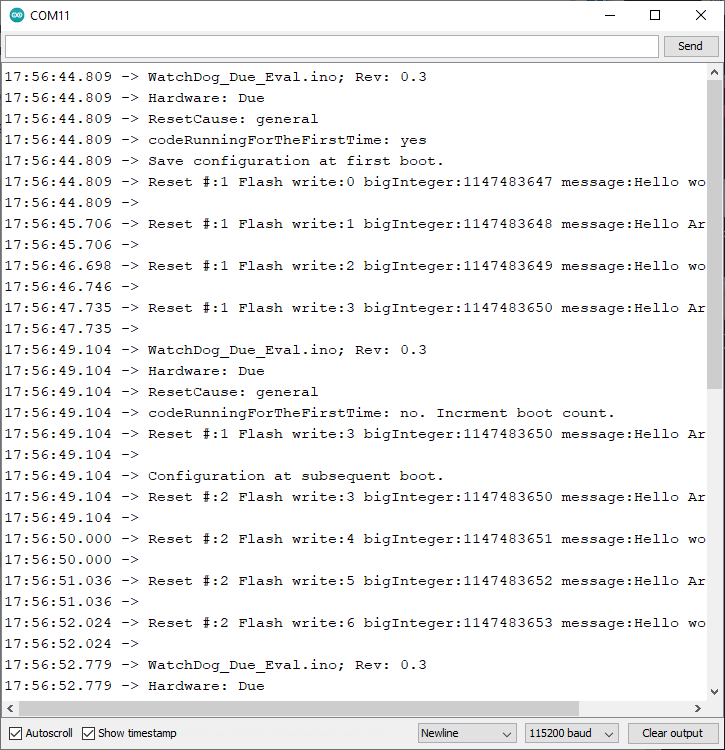 COM11
Send
17:56:44.809 -> WatchDog_Due_Eval.ino; Rev: 0.3
17:56:44.809 -> Hardware: Due
17:56:44.809 -> ResetCause: general
17:56:44.809 -> codeRunningForTheFirstTime: yes
17:56:44.809 -> Save configuration at first boot.
17:56:44.809 -> Reset #:1 Flash write:0 bigInteger:1147483647 message:Hello wo
17:56:44.809 ->
17:56:45.706 -> Reset #:1 Flash write:1 bigInteger:1147483648 message:Hello Ar
17:56:45.706 ->
17:56:46.698 -> Reset #:1 Flash write:2 bigInteger:1147483649 message:Hello wo
17:56:46.746 ->
17:56:47.735 -> Reset #:1 Flash write:3 bigInteger:1147483650 message:Hello Ar
17:56:47.735 ->
17:56:49.104 -> WatchDog_Due_Eval.ino; Rev: 0.3
17:56:49.104 -> Hardware: Due
17:56:49.104 -> ResetCause: general
17:56:49.104 -> codeRunningForTheFirstTime: no. Incrment boot count.
17:56:49.104 -> Reset #:1 Flash write:3 bigInteger:1147483650 message:Hello Ar
17:56:49.104 ->
17:56:49.104 -> Configuration at subsequent boot.
17:56:49.104 -> Reset #:2 Flash write:3 bigInteger:1147483650 message:Hello Ar
17:56:49.104 ->
17:56:50.000 -> Reset #:2 Flash write:4 bigInteger:1147483651 message:Hello wo
17:56:50.000 ->
17:56:51.036 -> Reset #:2 Flash write:5 bigInteger:1147483652 message:Hello Ar
17:56:51.036 ->
17:56:52.024 -> Reset #:2 Flash write:6 bigInteger:1147483653 message:Hello wo
17:56:52.024 ->
17:56:52.779 -> WatchDog_Due_Eval.ino; Rev: 0.3
17:56:52.779 -> Hardware: Due
Autoscroll Show timestamp Newline 115200 baud Clear output